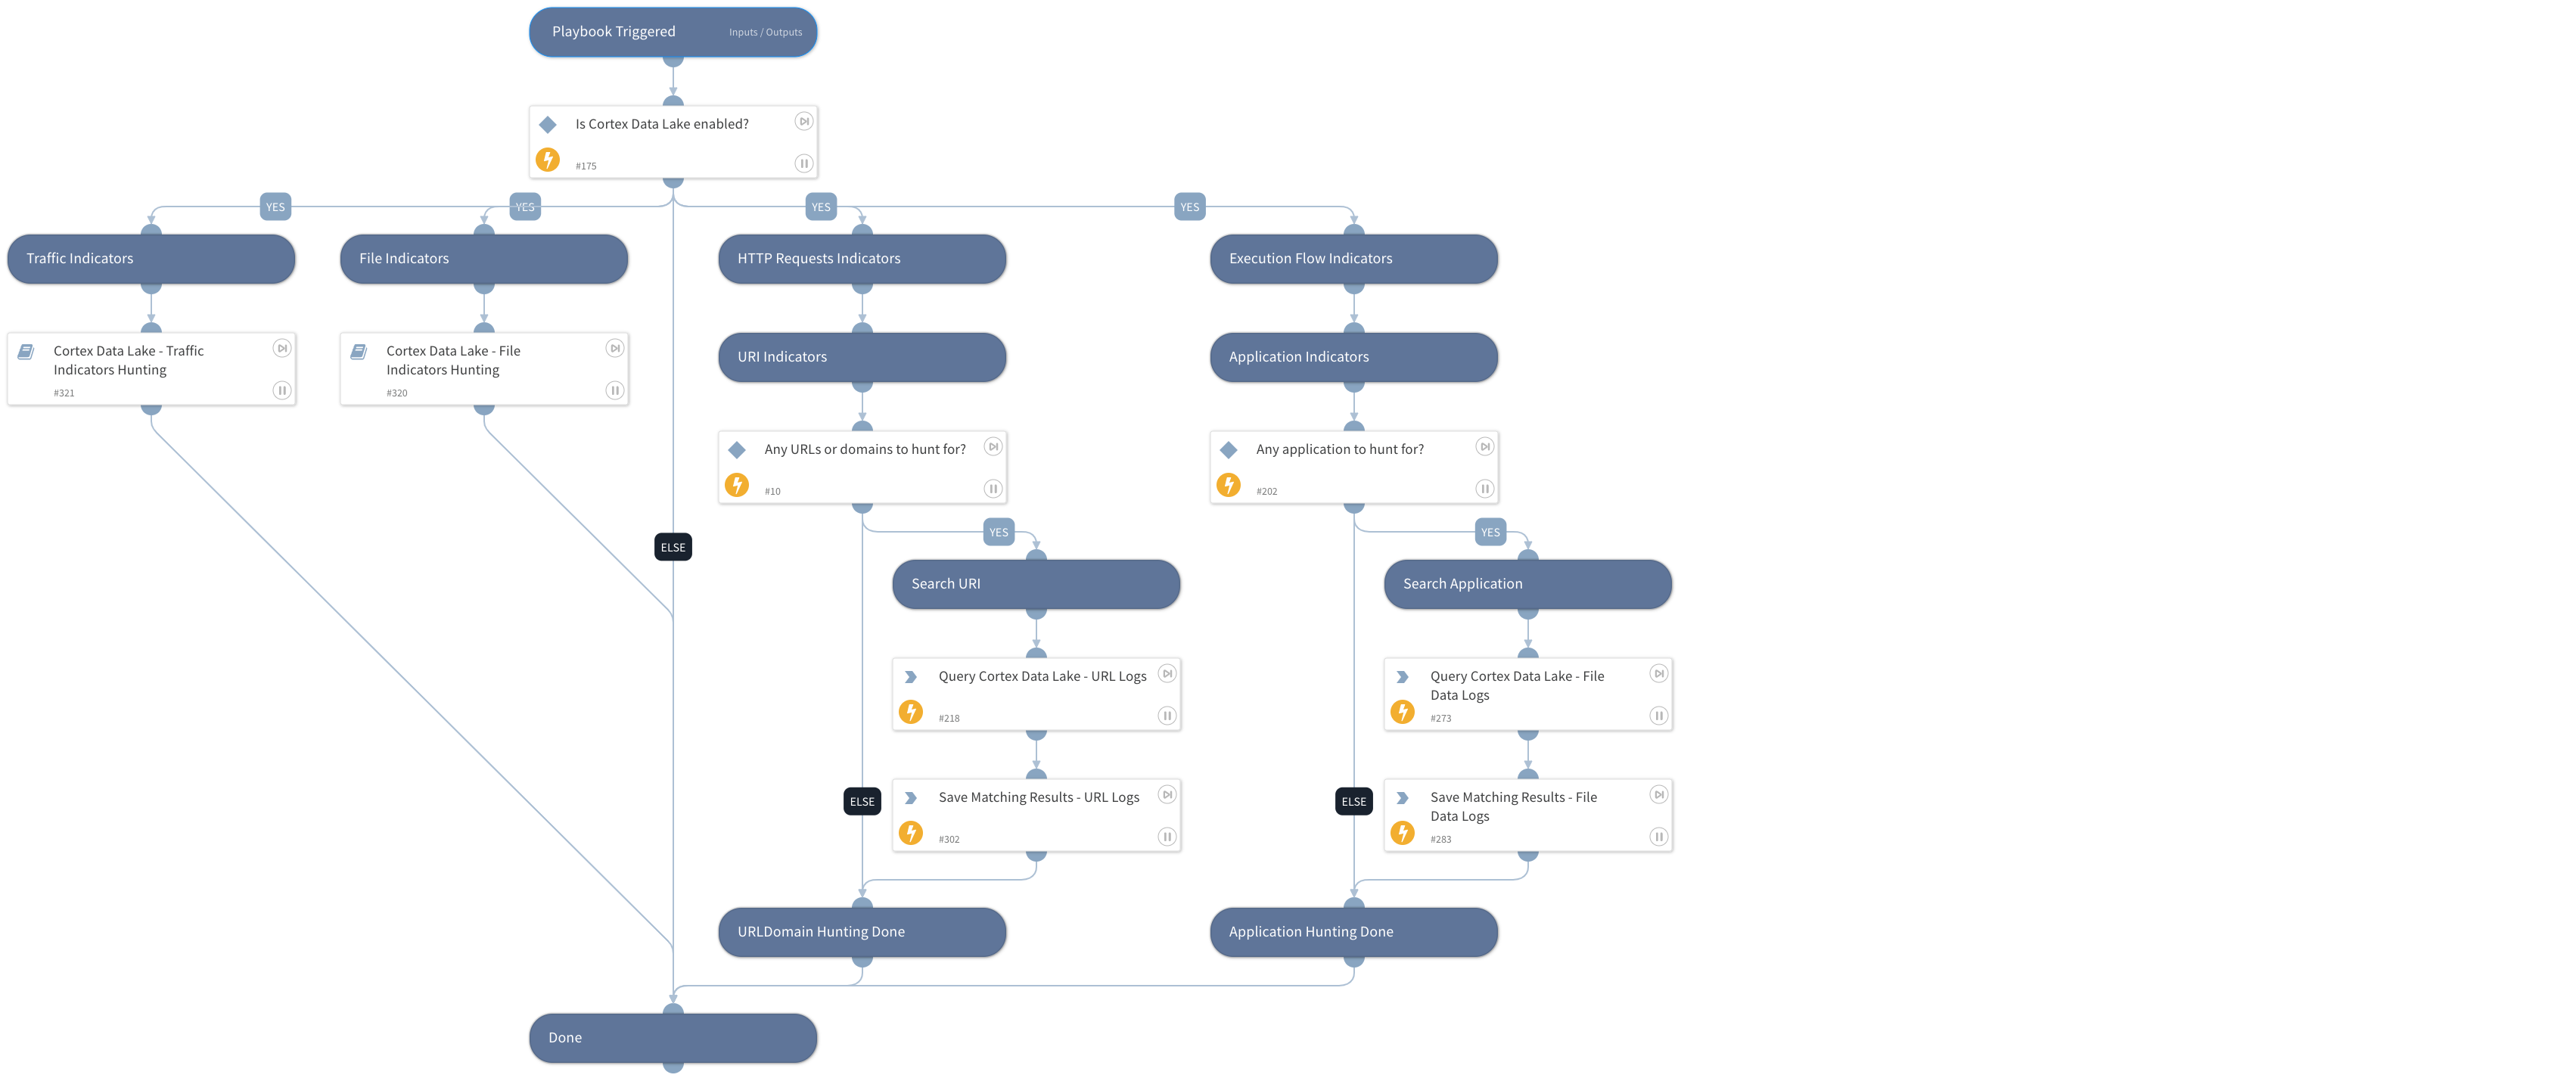 Playbook Triggered
Inputs / Outputs
Is Cortex Data Lake enabled?
#175
YES
YES
YES
YES
Traffic Indicators
File Indicators
HTTP Requests Indicators
Execution Flow Indicators
Cortex Data Lake - Traffic
Indicators Hunting
#321
Cortex Data Lake - File
Indicators Hunting
#320
URI Indicators
Application Indicators
Any URLs or domains to hunt for?
#10
Any application to hunt for?
#202
YES
YES
ELSE
Search URI
Search Application
Query Cortex Data Lake - URL Logs
#218
Query Cortex Data Lake - File
Data Logs
#273
ELSE
Save Matching Results - URL Logs
#302
ELSE
Save Matching Results - File
Data Logs
#283
URLDomain Hunting Done
Application Hunting Done
Done